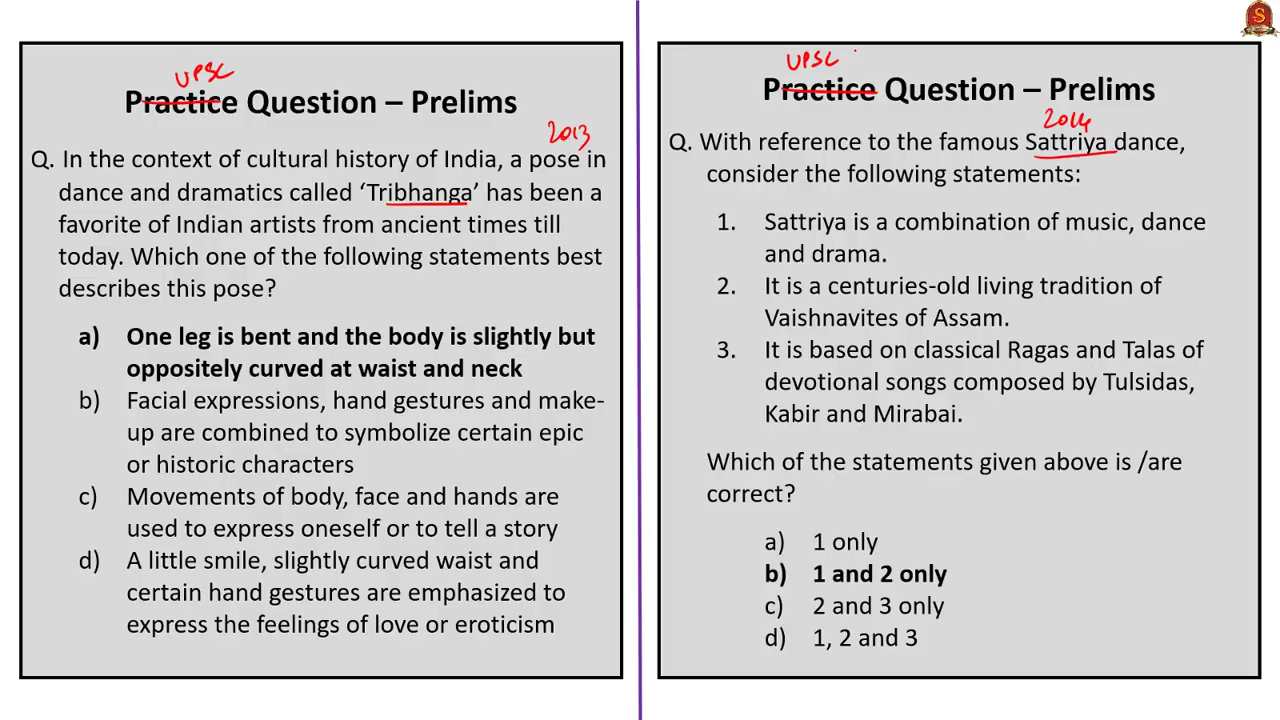 UPSC
Practice Question – Prelims
2013
Q. In the context of cultural history of India, a pose in
dance and dramatics called ‘Tribhanga’ has been a
favorite of Indian artists from ancient times till
today. Which one of the following statements best
describes this pose?
a) One leg is bent and the body is slightly but
oppositely curved at waist and neck
b) Facial expressions, hand gestures and make-
up are combined to symbolize certain epic
or historic characters
c) Movements of body, face and hands are
used to express oneself or to tell a story
d) A little smile, slightly curved waist and
certain hand gestures are emphasized to
express the feelings of love or eroticism
UPSC
Practice Question – Prelims
2014
Q. With reference to the famous Sattriya dance,
consider the following statements:
1. Sattriya is a combination of music, dance
and drama.
2. It is a centuries-old living tradition of
Vaishnavites of Assam.
3. It is based on classical Ragas and Talas of
devotional songs composed by Tulsidas,
Kabir and Mirabai.
Which of the statements given above is /are
correct?
a) 1 only
b) 1 and 2 only
c) 2 and 3 only
d) 1, 2 and 3